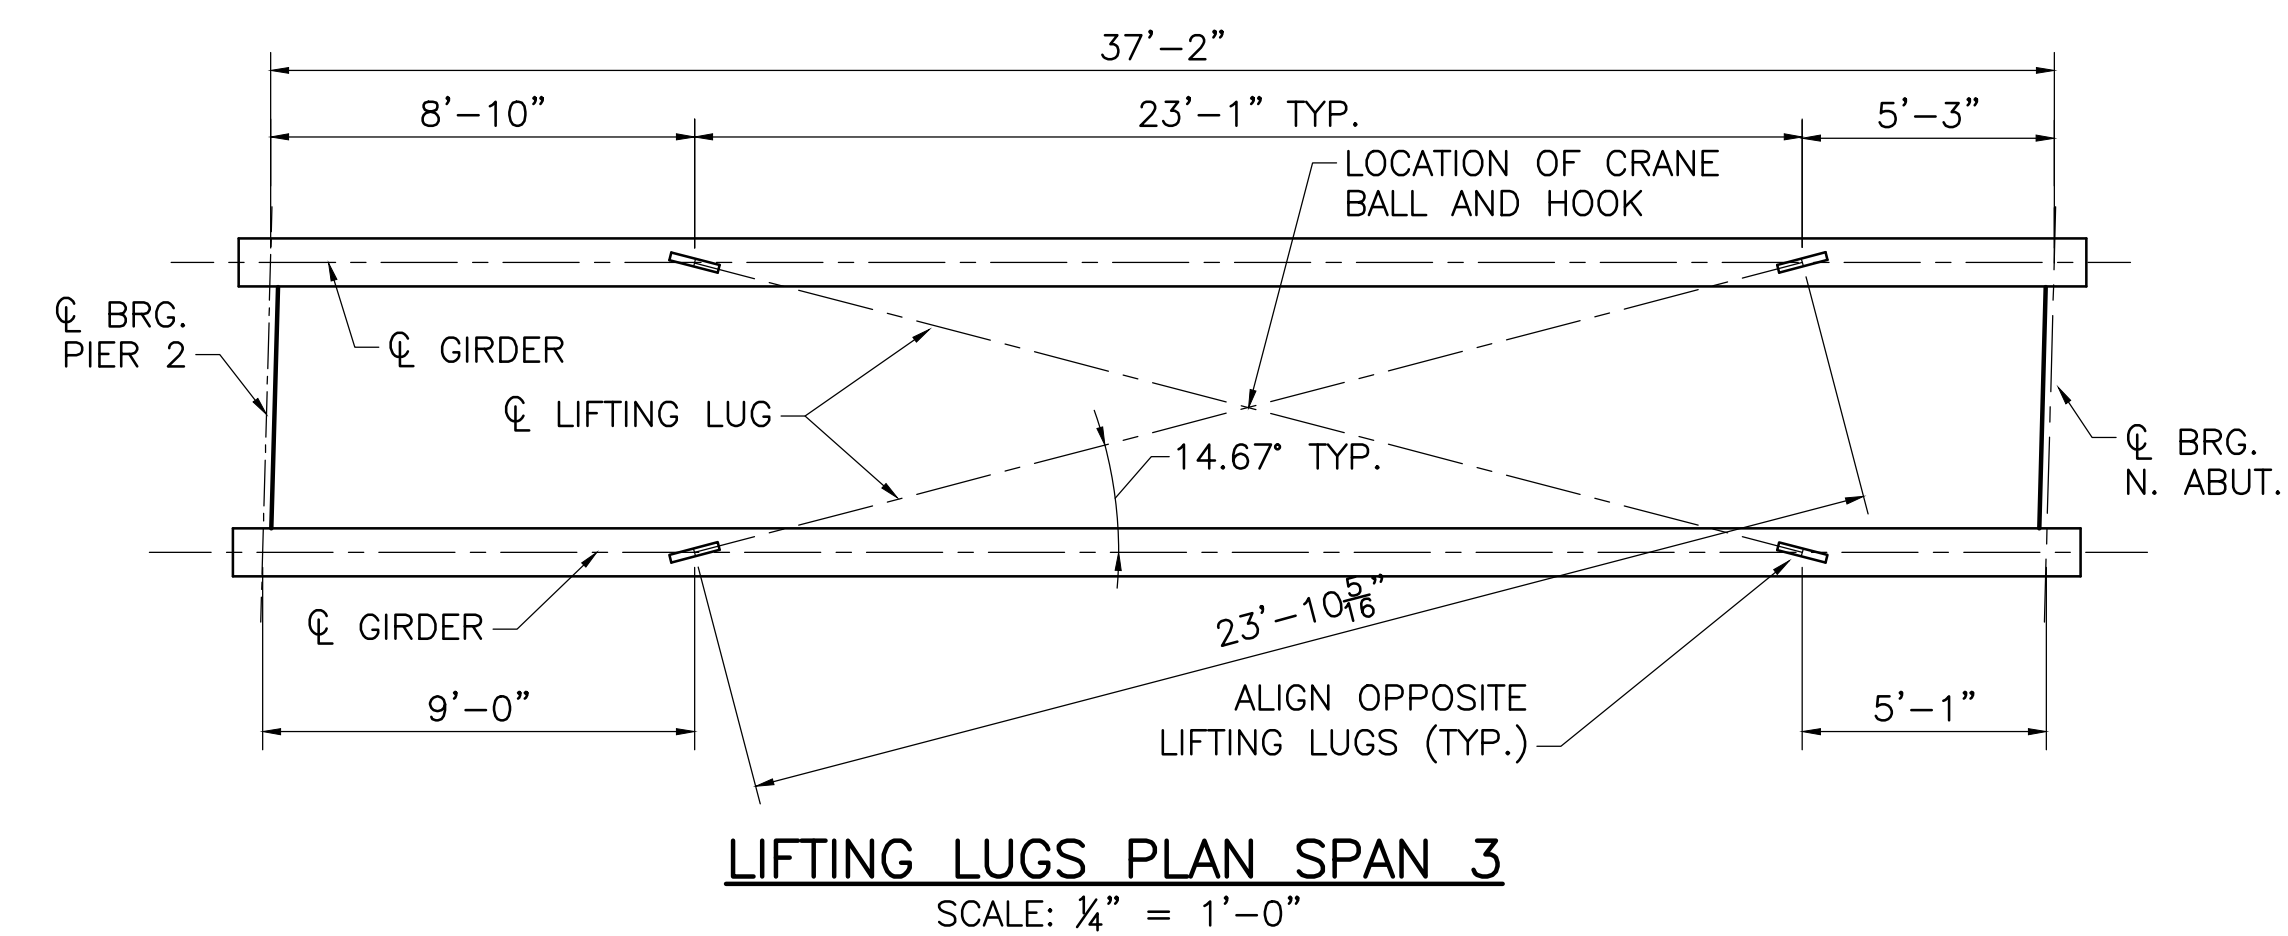 37'-2"
8'-10"
23'-1" TYP.
5'-3"
LOCATION OF CRANE
BALL AND HOOK
℄ BRG.
PIER 2
℄ GIRDER
℄ LIFTING LUG
14.67° TYP.
℄ BRG.
N. ABUT.
℄ GIRDER
23'-10 5/16"
ALIGN OPPOSITE
LIFTING LUGS (TYP.)
9'-0"
5'-1"
LIFTING LUGS PLAN SPAN 3
SCALE: ¼" = 1'-0"